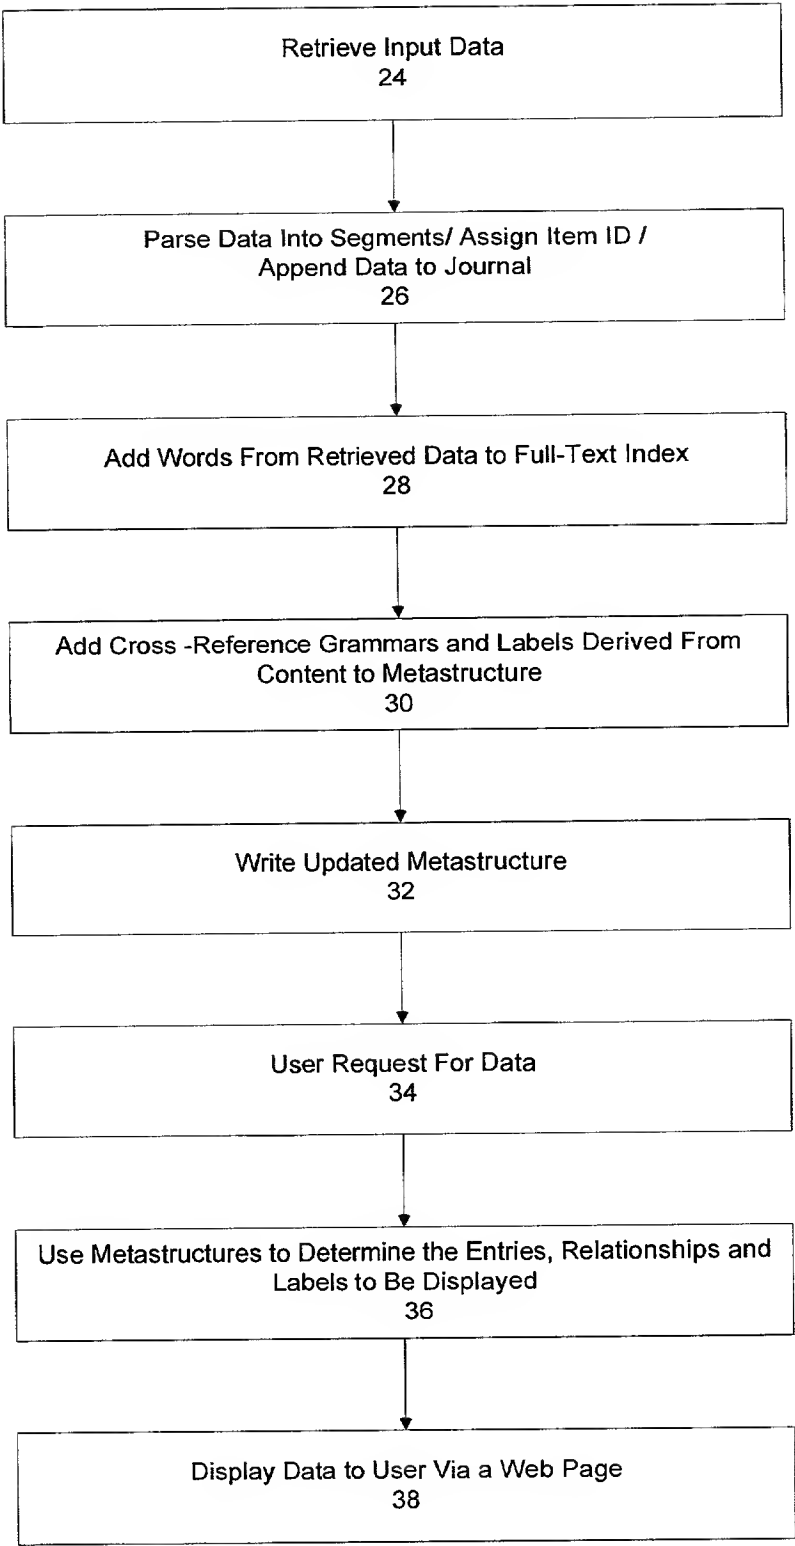 Retrieve Input Data
24
Parse Data Into Segments/ Assign Item ID /
Append Data to Journal
26
Add Words From Retrieved Data to Full-Text Index
28
Add Cross -Reference Grammars and Labels Derived From
Content to Metastructure
30
Write Updated Metastructure
32
User Request For Data
34
Use Metastructures to Determine the Entries, Relationships and
Labels to Be Displayed
36
Display Data to User Via a Web Page
38